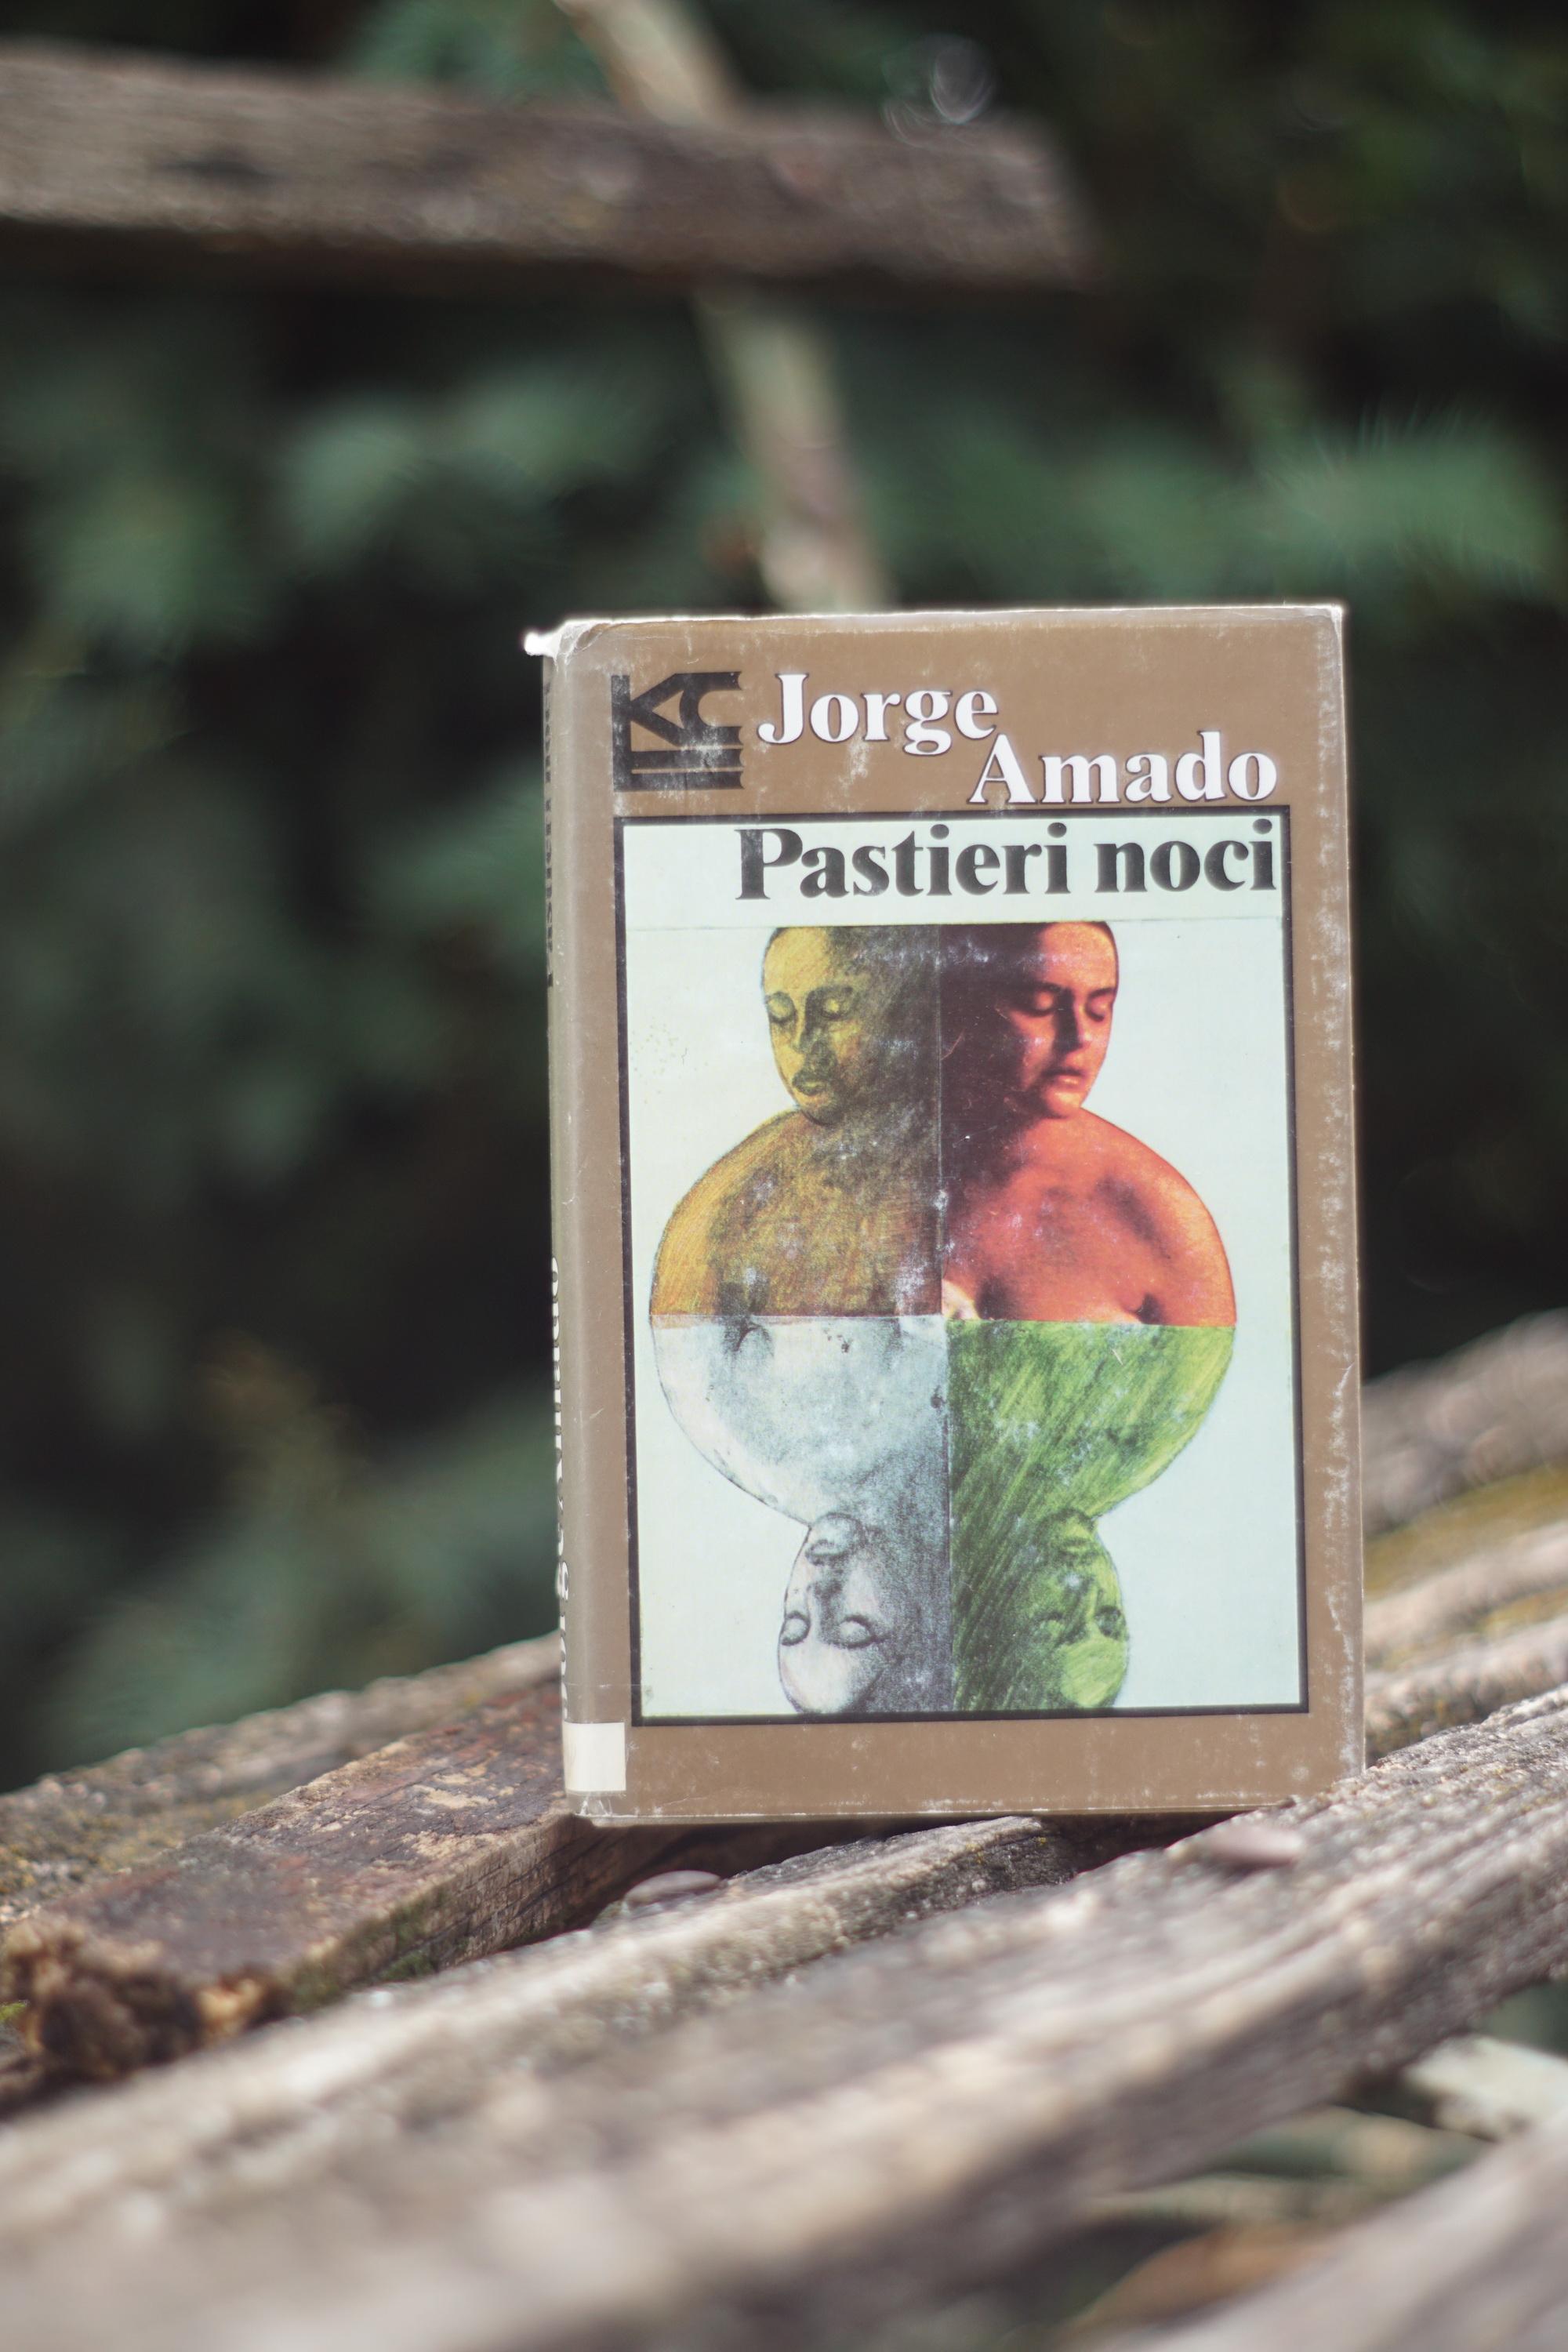 Jorge
Amado
Pastieri noci